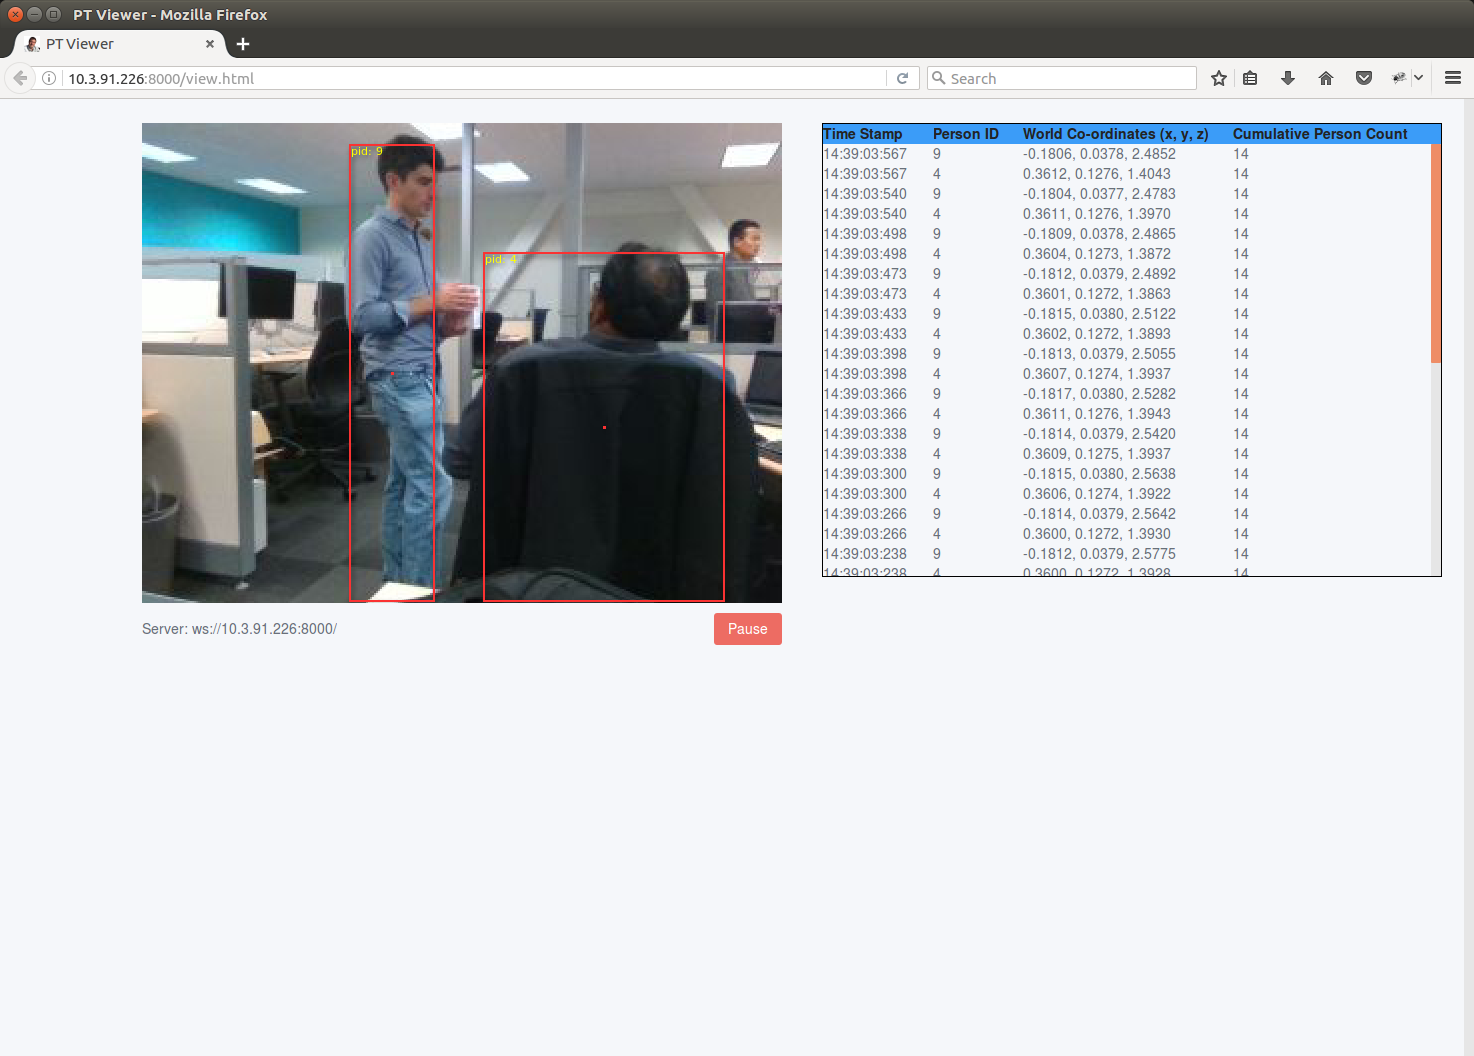 PT Viewer - Mozilla Firefox
PT Viewer
10.3.91.226:8000/view.html
Search
pid: 9
pid: 4
Server: ws://10.3.91.226:8000/
Pause
Time Stamp Person ID World Co-ordinates (x, y, z) Cumulative Person Count
14:39:03:567 9 -0.1806, 0.0378, 2.4852 14
14:39:03:567 4 0.3612, 0.1276, 1.4043 14
14:39:03:540 9 -0.1804, 0.0377, 2.4783 14
14:39:03:540 4 0.3611, 0.1276, 1.3970 14
14:39:03:498 9 -0.1809, 0.0378, 2.4865 14
14:39:03:498 4 0.3604, 0.1273, 1.3872 14
14:39:03:473 9 -0.1812, 0.0379, 2.4892 14
14:39:03:473 4 0.3601, 0.1272, 1.3863 14
14:39:03:433 9 -0.1815, 0.0380, 2.5122 14
14:39:03:433 4 0.3602, 0.1272, 1.3893 14
14:39:03:398 9 -0.1813, 0.0379, 2.5055 14
14:39:03:398 4 0.3607, 0.1274, 1.3937 14
14:39:03:366 9 -0.1817, 0.0380, 2.5282 14
14:39:03:366 4 0.3611, 0.1276, 1.3943 14
14:39:03:338 9 -0.1814, 0.0379, 2.5420 14
14:39:03:338 4 0.3609, 0.1275, 1.3937 14
14:39:03:300 9 -0.1815, 0.0380, 2.5638 14
14:39:03:300 4 0.3606, 0.1274, 1.3922 14
14:39:03:266 9 -0.1814, 0.0379, 2.5642 14
14:39:03:266 4 0.3600, 0.1272, 1.3930 14
14:39:03:238 9 -0.1812, 0.0379, 2.5775 14
14:39:03:238 4 0.3600, 0.1272, 1.3928 14